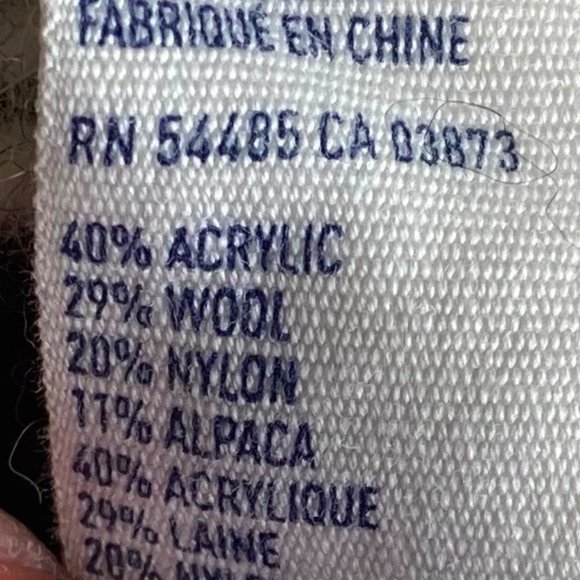 FABRIQUÉ EN CHINE
RN 54485 CA 03873
40% ACRYLIC
29% WOOL
20% NYLON
11% ALPACA
40% ACRYLIQUE
29% LAINE
20%